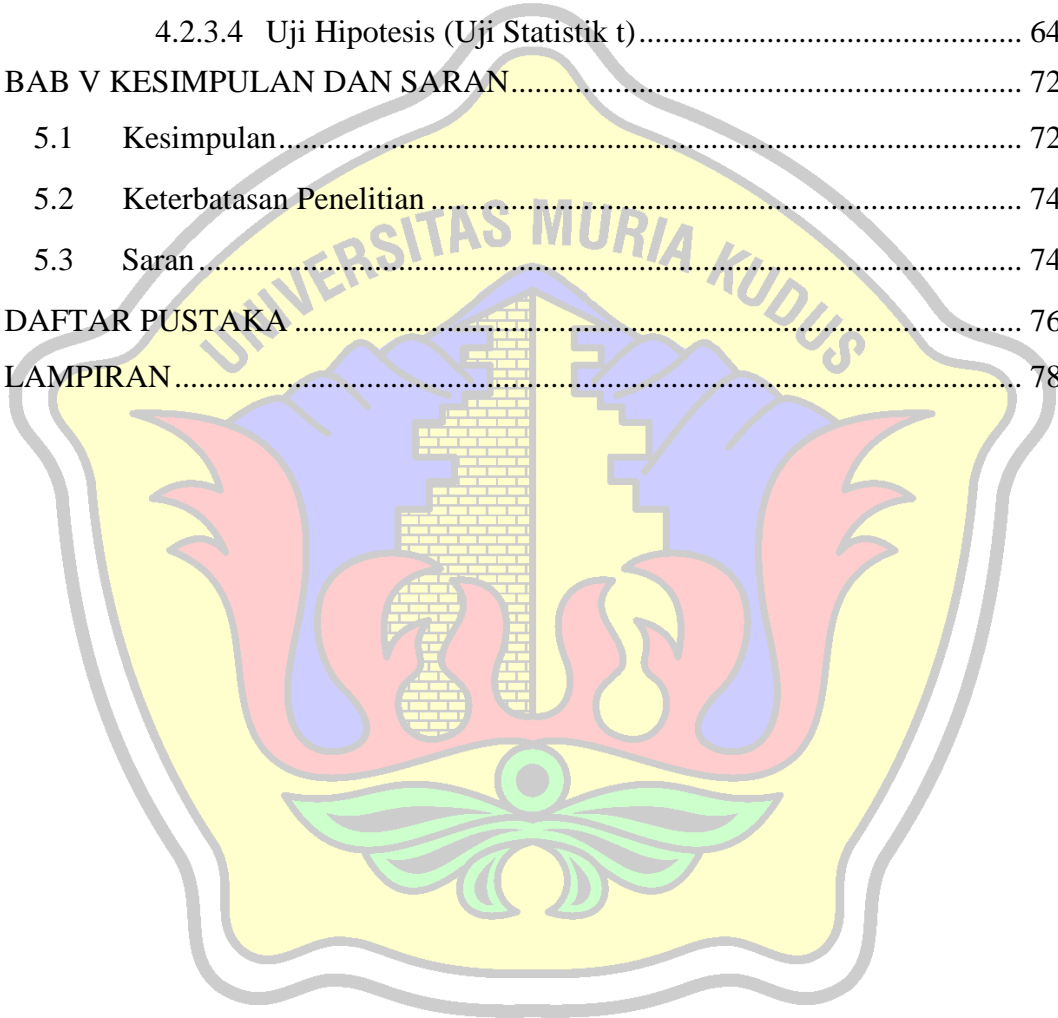 4.2.3.4 Uji Hipotesis (Uji Statistik t) ........................................................ 64
BAB V KESIMPULAN DAN SARAN ........................................................ 72
5.1 Kesimpulan ........................................................ 72
5.2 Keterbatasan Penelitian ........................................................ 74
5.3 Saran ........................................................ 74
UNIVERSITAS MURIA KUDUS
DAFTAR PUSTAKA ........................................................ 76
LAMPIRAN ........................................................ 78